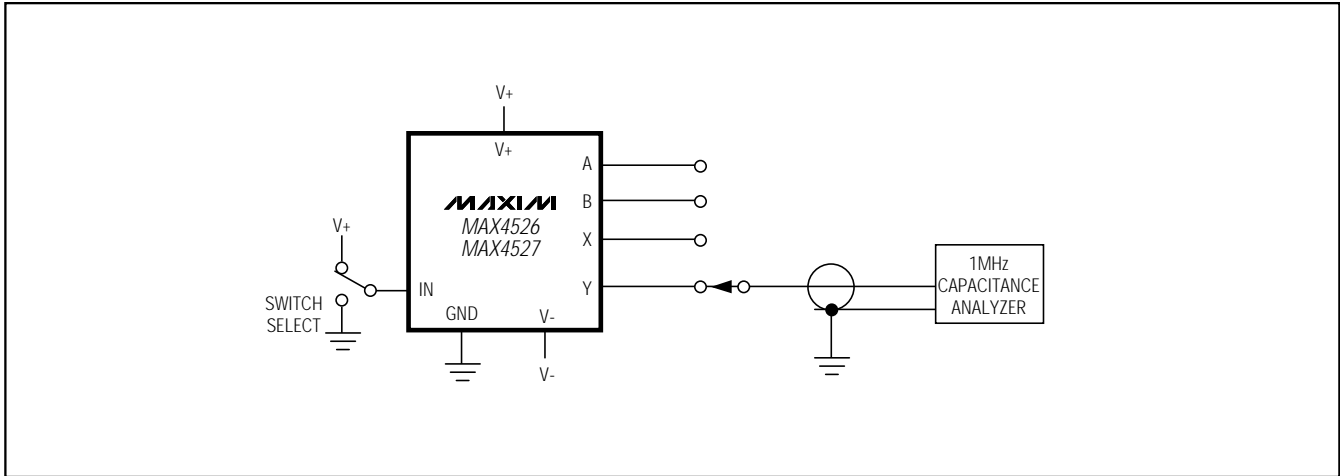 V+
V+
A
MAXIM
B
MAX4526
MAX4527
X
V+
1MHz
CAPACITANCE
ANALYZER
IN
Y
SWITCH
SELECT
GND
V-
V-